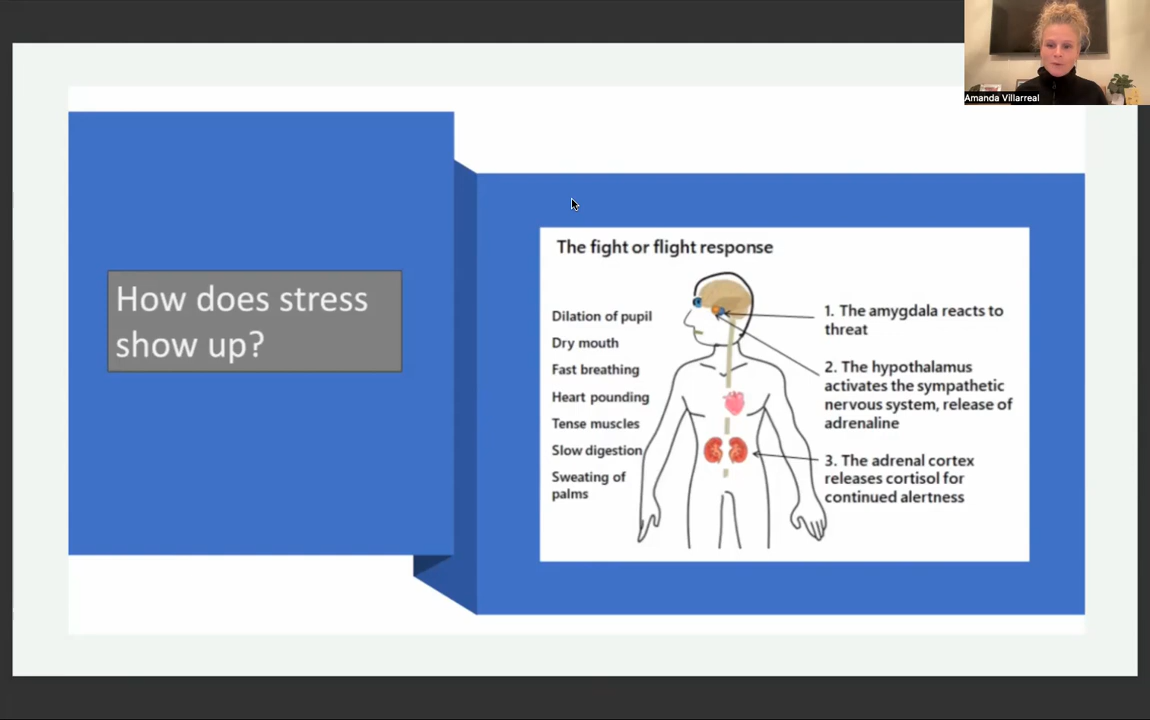 Amanda Villarreal
How does stress
show up?
The fight or flight response
Dilation of pupil
Dry mouth
Fast breathing
Heart pounding
Tense muscles
Slow digestion
Sweating of
palms
1. The amygdala reacts to
threat
2. The hypothalamus
activates the sympathetic
nervous system, release of
adrenaline
3. The adrenal cortex
releases cortisol for
continued alertness